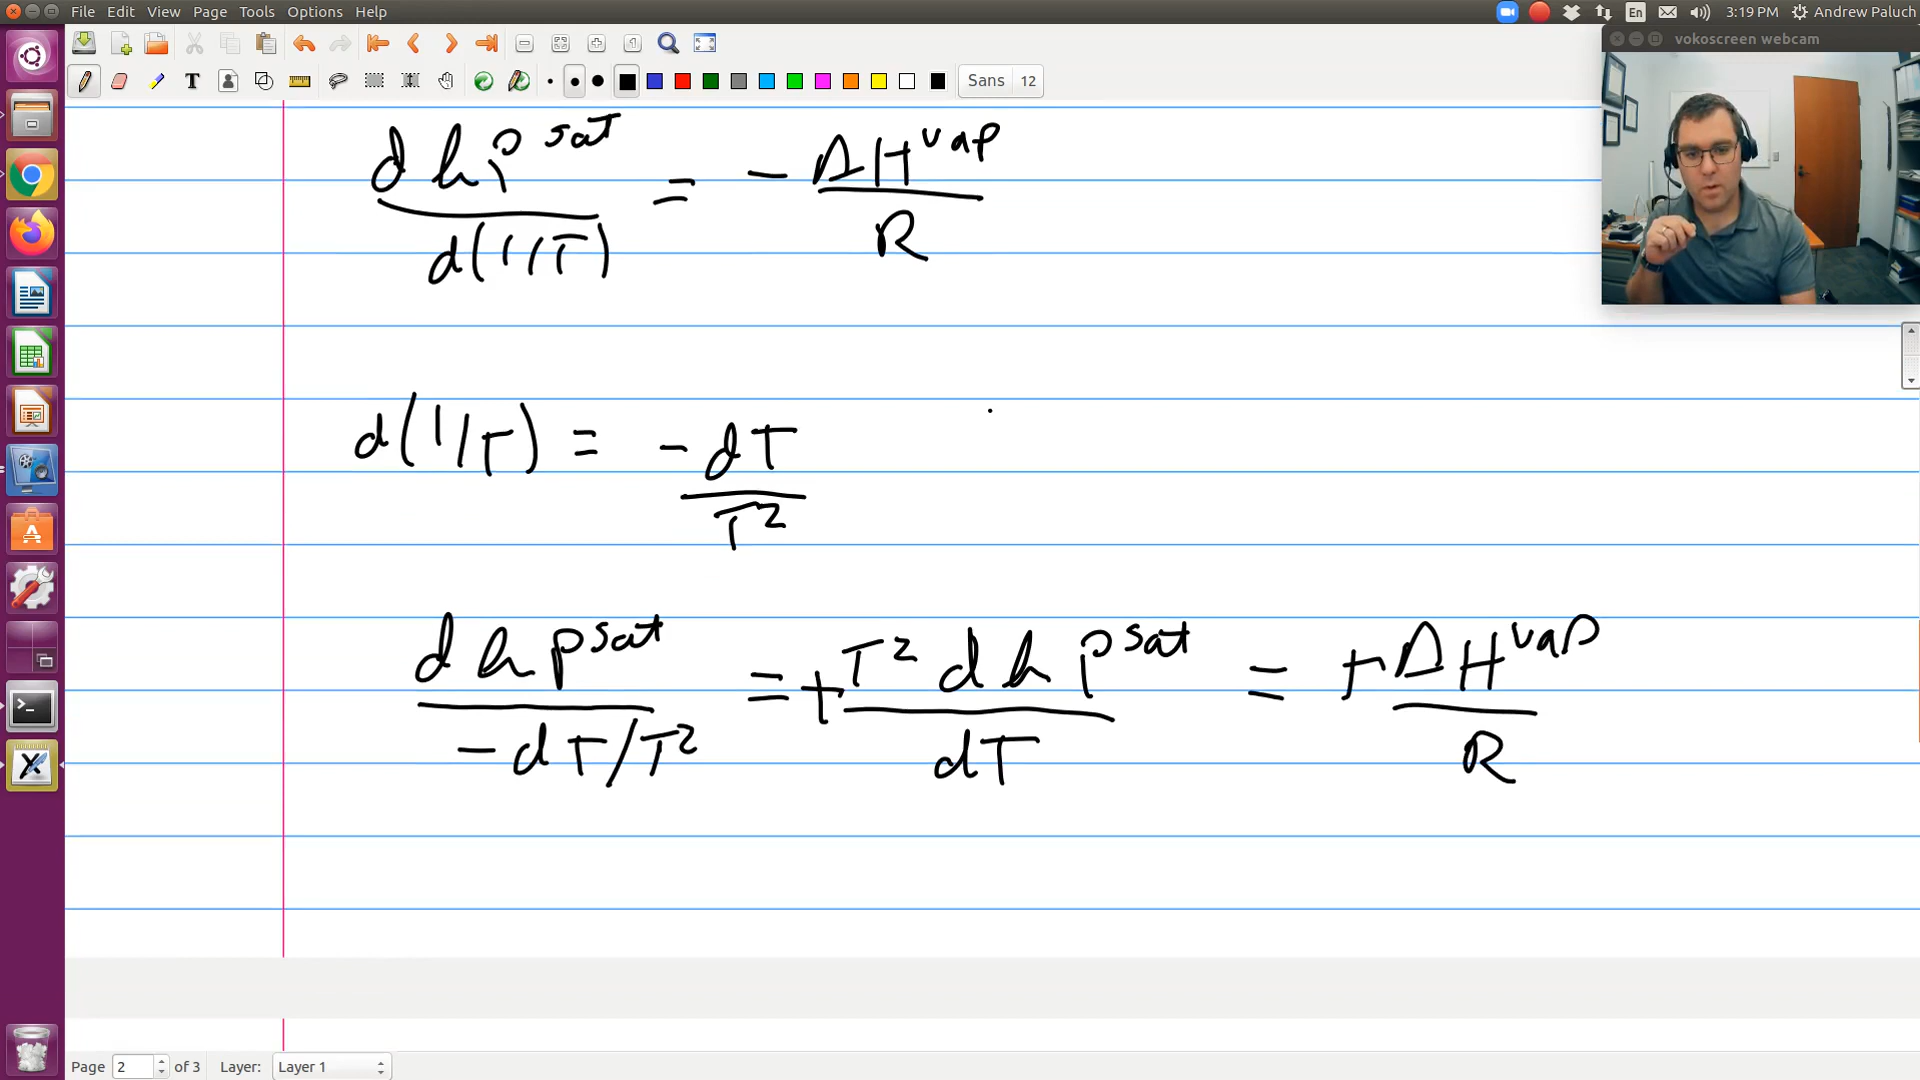 File Edit View Page Tools Options Help
En 3:19 PM Andrew Paluch
vokoscreen webcam
Sans 12
d ln P^sat / d(1/T) = - ΔH^vap / R
d(1/T) = - dT / T^2
d ln P^sat / - dT/T^2 = + T^2 d ln P^sat / dT = + ΔH^vap / R
Page 2 of 3 Layer: Layer 1